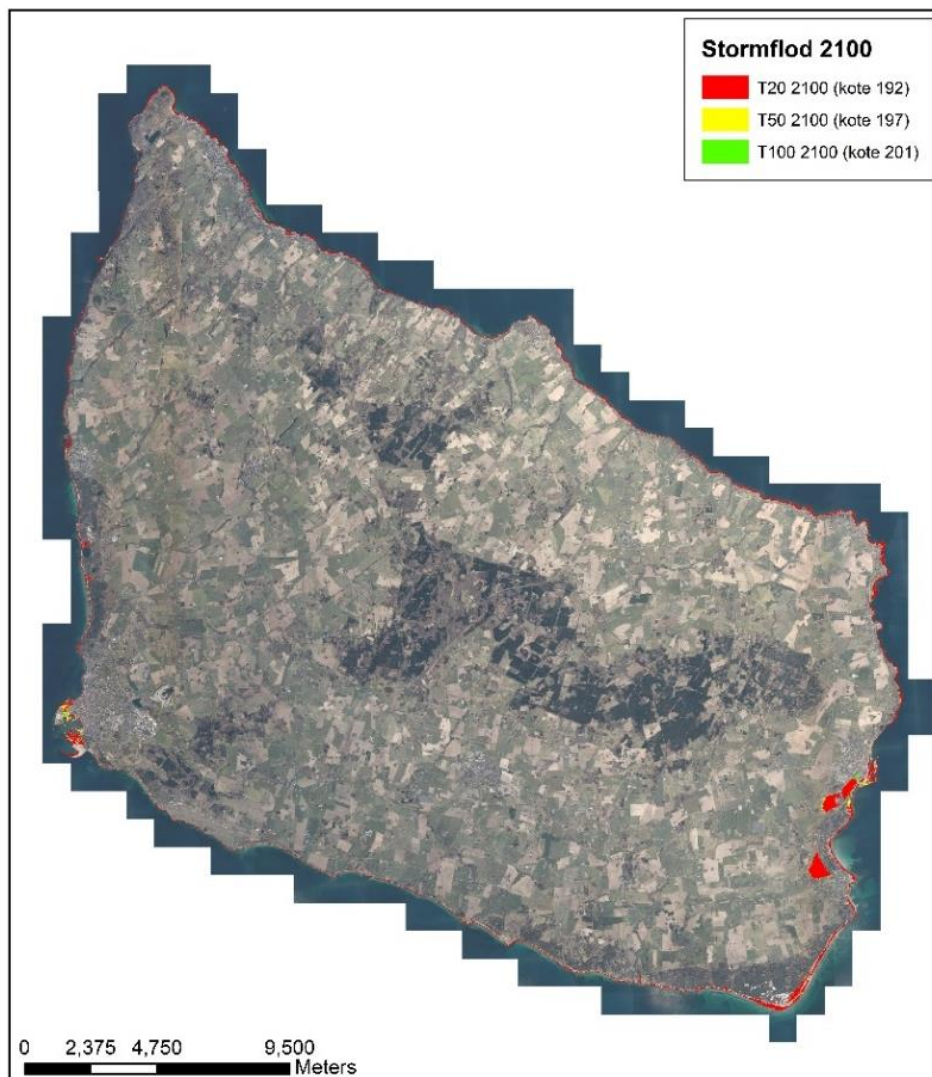 Stormflod 2100
T20 2100 (kote 192)
T50 2100 (kote 197)
T100 2100 (kote 201)
0 2,375 4,750 9,500
Meters